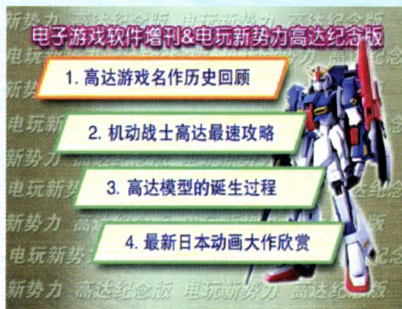 电子游戏软件增刊&电玩新势力高达纪念版
1. 高达游戏名作历史回顾
2. 机动战士高达最速攻略
3. 高达模型的诞生过程
4. 最新日本动画大作欣赏